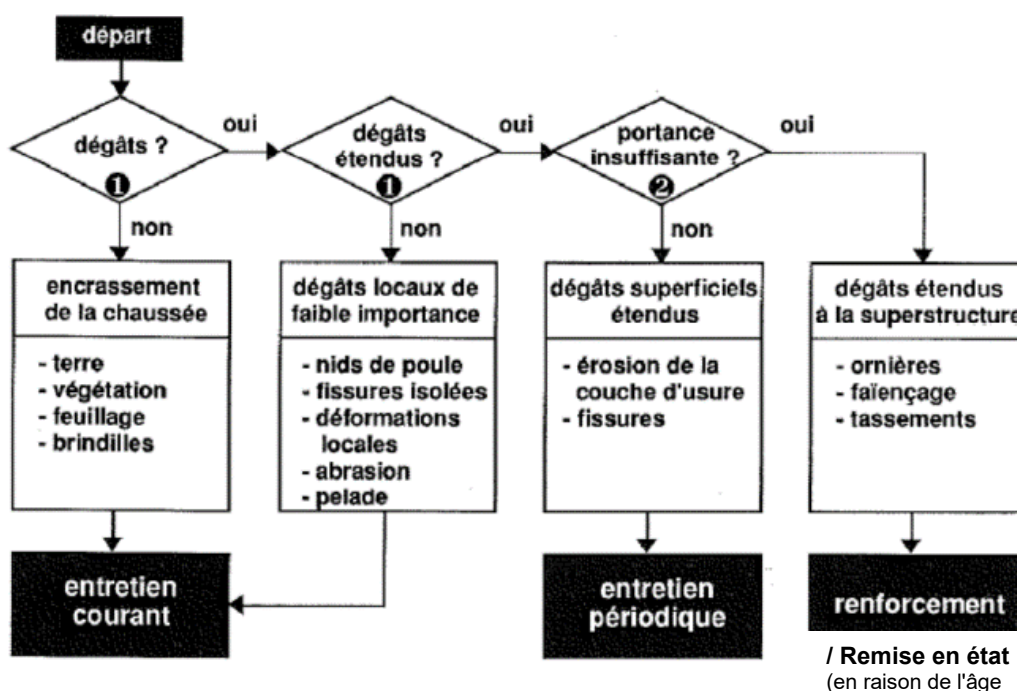 départ
dégâts ?
❶
oui
non
dégâts
étendus ?
❶
oui
non
portance
insuffisante ?
❷
oui
non
encrassement
de la chaussée
- terre
- végétation
- feuillage
- brindilles
dégâts locaux de
faible importance
- nids de poule
- fissures isolées
- déformations
locales
- abrasion
- pelade
dégâts superficiels
étendus
- érosion de la
couche d'usure
- fissures
dégâts étendus
à la superstructure
- ornières
- faïençage
- tassements
entretien
courant
entretien
périodique
renforcement
/ Remise en état
(en raison de l'âge